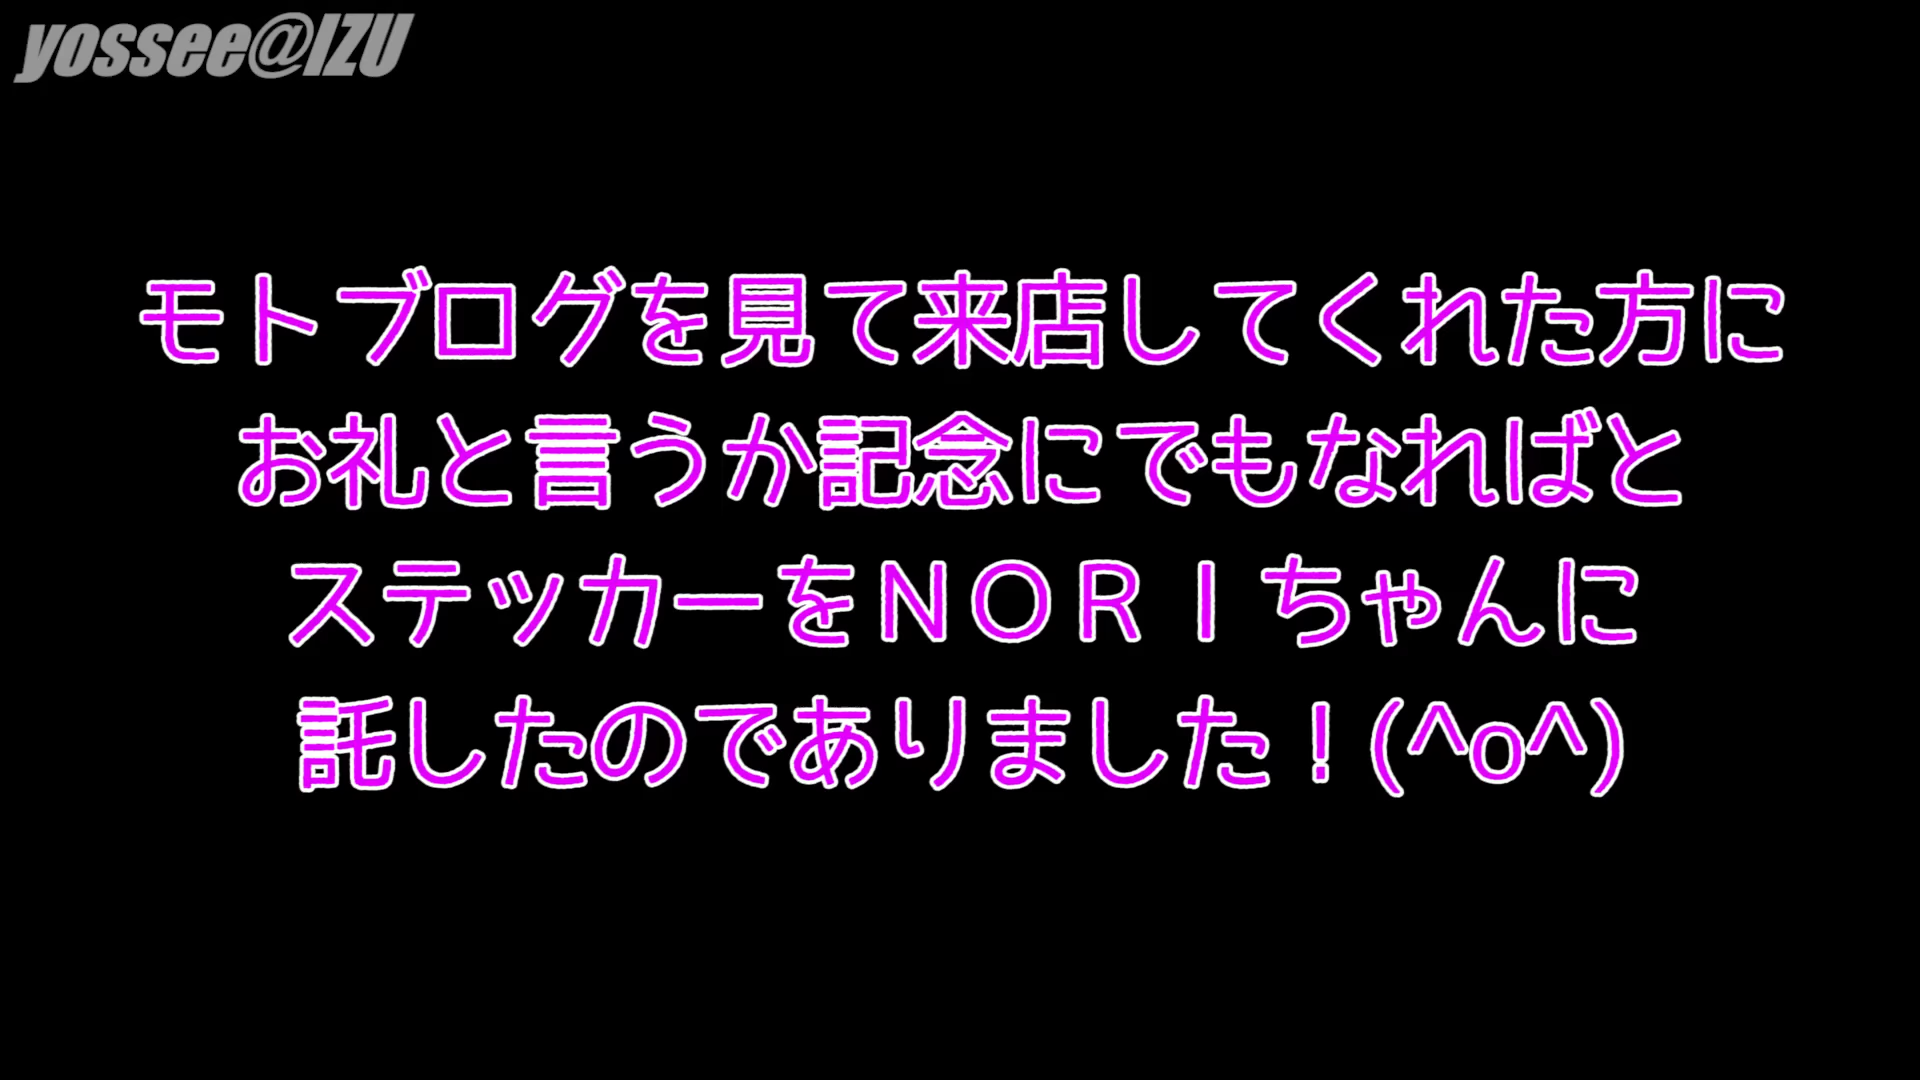 yossee@IZU
モトブログを見て来店してくれた方に
お礼と言うか記念にでもなればと
ステッカーをＮＯＲＩちゃんに
託したのでありました！(^o^)